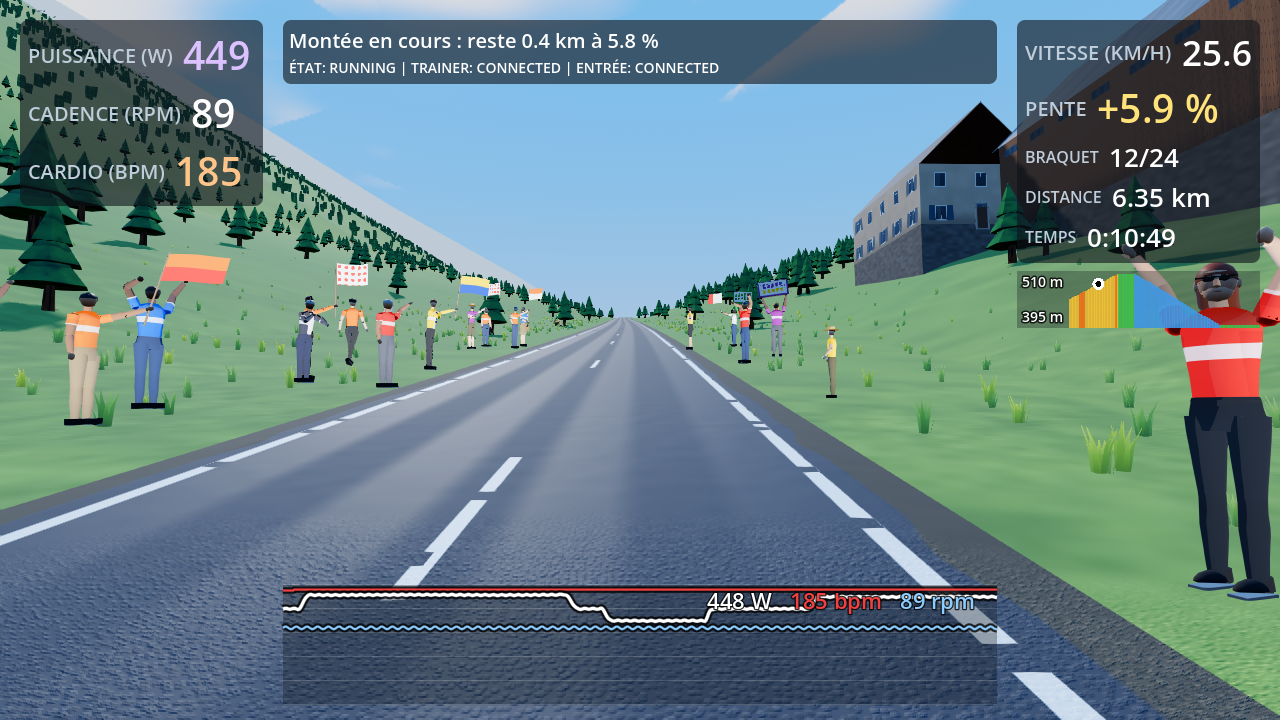 PUISSANCE (W) 449
CADENCE (RPM) 89
CARDIO (BPM) 185
Montée en cours : reste 0.4 km à 5.8 %
ÉTAT: RUNNING | TRAINER: CONNECTED | ENTRÉE: CONNECTED
VITESSE (KM/H) 25.6
PENTE +5.9 %
BRAQUET 12/24
DISTANCE 6.35 km
TEMPS 0:10:49
510 m
395 m
448 W 185 bpm 89 rpm